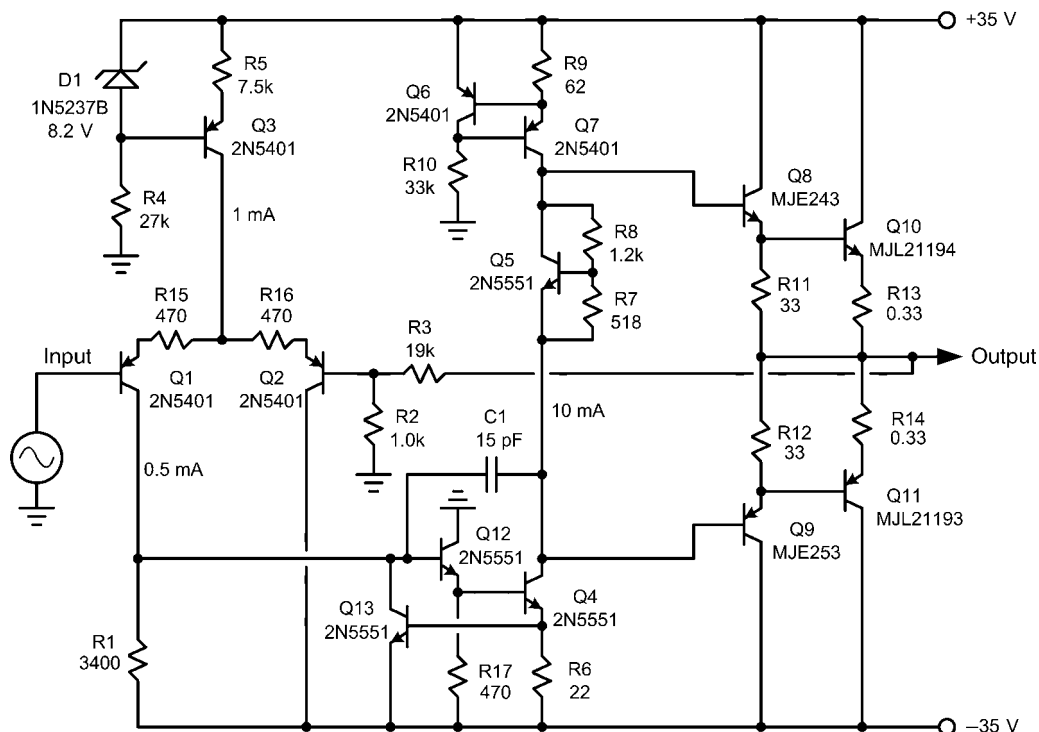 +35 V
D1
1N5237B
8.2 V
R5
7.5k
Q3
2N5401
R4
27k
1 mA
Q6
2N5401
R9
62
Q7
2N5401
R10
33k
Q8
MJE243
Q10
MJL21194
Q5
2N5551
R8
1.2k
R7
518
R11
33
R13
0.33
R15
470
R16
470
R3
19k
Input
Output
Q1
2N5401
Q2
2N5401
R2
1.0k
C1
15 pF
10 mA
R12
33
R14
0.33
0.5 mA
Q12
2N5551
Q9
MJE253
Q11
MJL21193
Q13
2N5551
Q4
2N5551
R1
3400
R17
470
R6
22
–35 V